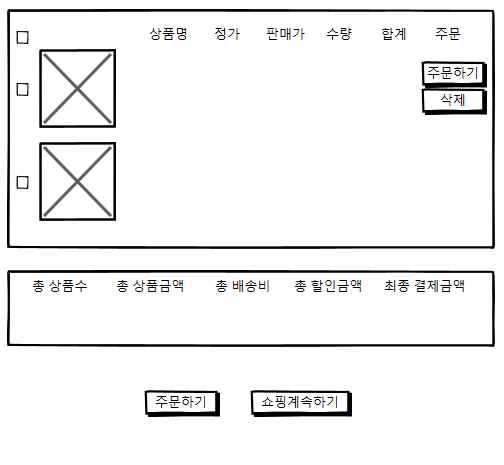 상품명 정가 판매가 수량 합계 주문
주문하기
삭제
총 상품수 총 상품금액 총 배송비 총 할인금액 최종 결제금액
주문하기 쇼핑계속하기